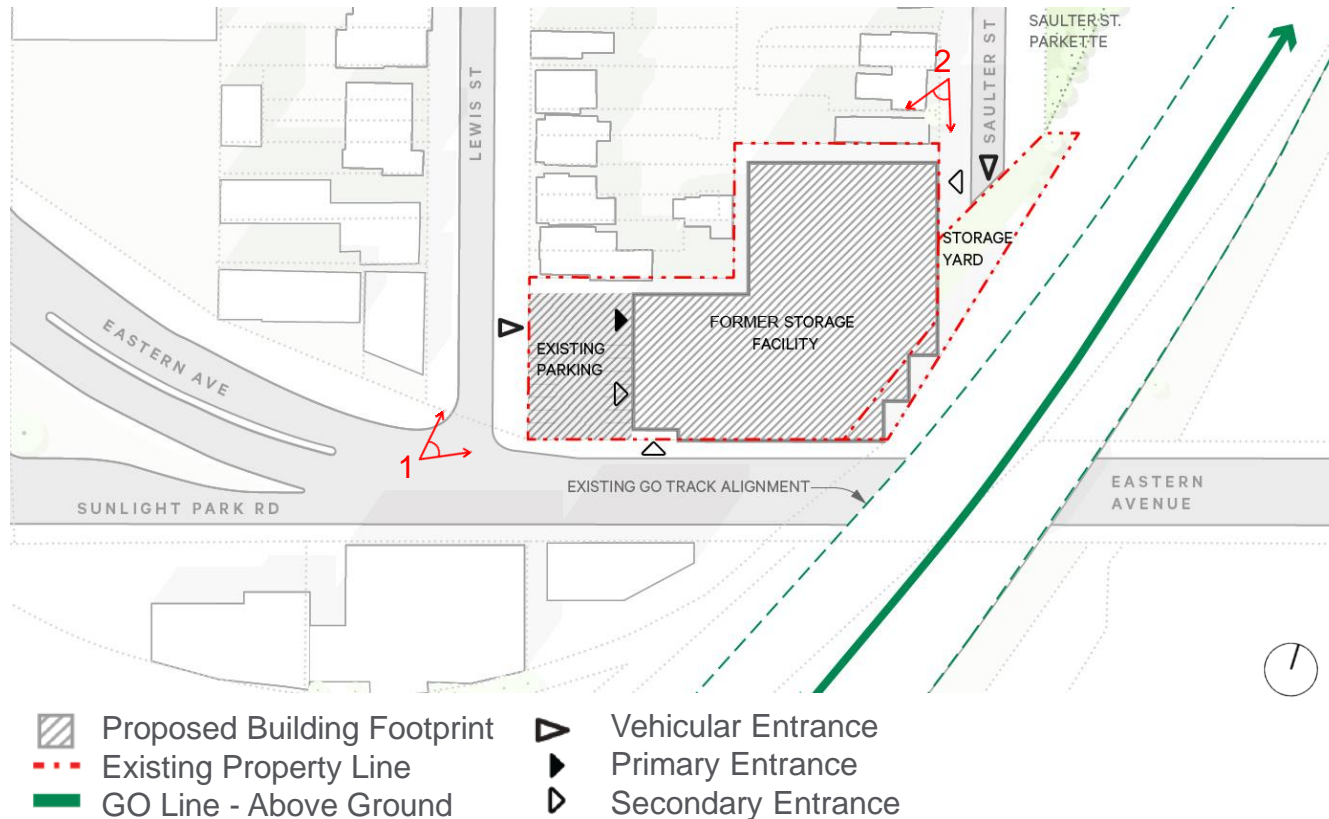 SAULTER ST.
PARKETTE
SAULTER ST
2
LEWIS ST
STORAGE
YARD
FORMER STORAGE
FACILITY
EXISTING
PARKING
EASTERN AVE
1
EXISTING GO TRACK ALIGNMENT
EASTERN
AVENUE
SUNLIGHT PARK RD
Proposed Building Footprint
Existing Property Line
GO Line - Above Ground
Vehicular Entrance
Primary Entrance
Secondary Entrance